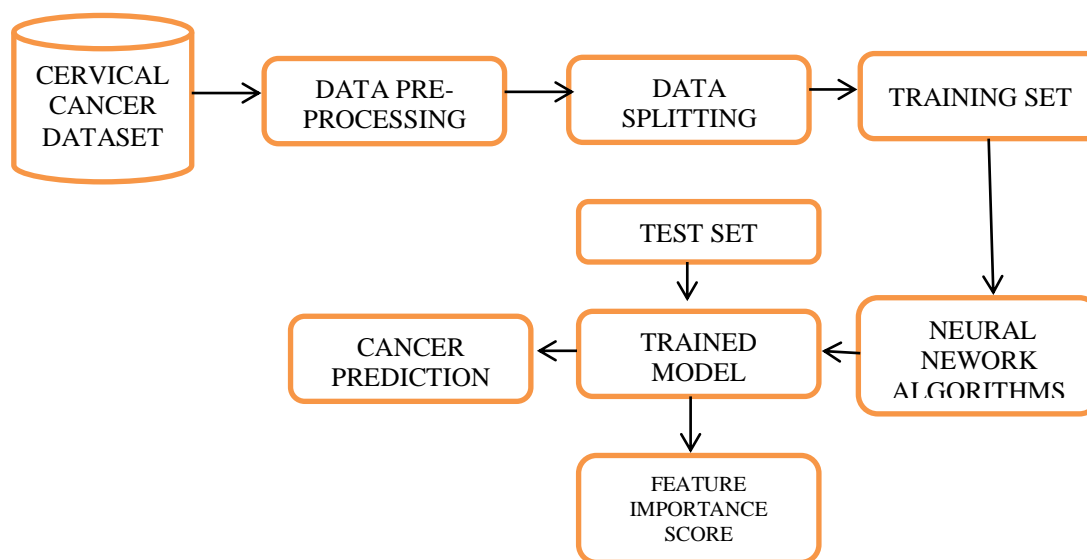 CERVICAL
CANCER
DATASET
DATA PRE-
PROCESSING
DATA
SPLITTING
TRAINING SET
TEST SET
CANCER
PREDICTION
TRAINED
MODEL
NEURAL
NEWORK
ALGORITHMS
FEATURE
IMPORTANCE
SCORE